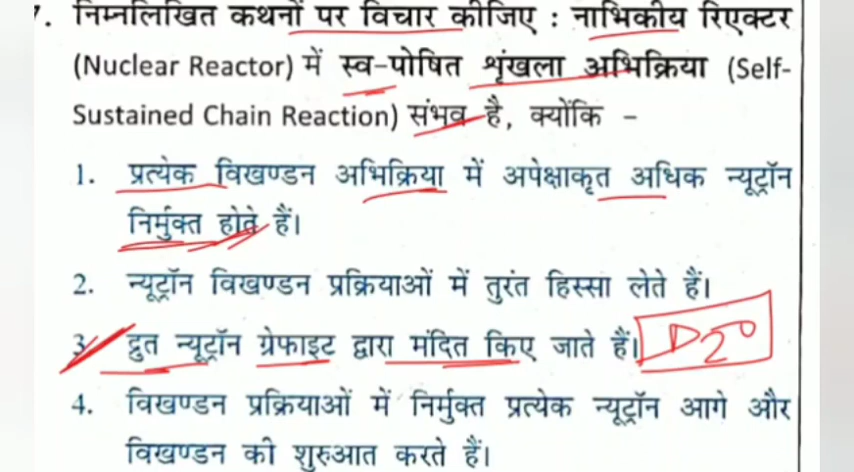 7. निम्नलिखित कथनों पर विचार कीजिए : नाभिकीय रिएक्टर
(Nuclear Reactor) में स्व-पोषित श्रृंखला अभिक्रिया (Self-
Sustained Chain Reaction) संभव है, क्योंकि –
1. प्रत्येक विखण्डन अभिक्रिया में अपेक्षाकृत अधिक न्यूट्रॉन
निर्मुक्त होते हैं।
2. न्यूट्रॉन विखण्डन प्रक्रियाओं में तुरंत हिस्सा लेते हैं।
3. द्रुत न्यूट्रॉन ग्रेफाइट द्वारा मंदित किए जाते हैं। D2O
4. विखण्डन प्रक्रियाओं में निर्मुक्त प्रत्येक न्यूट्रॉन आगे और
विखण्डन की शुरुआत करते हैं।